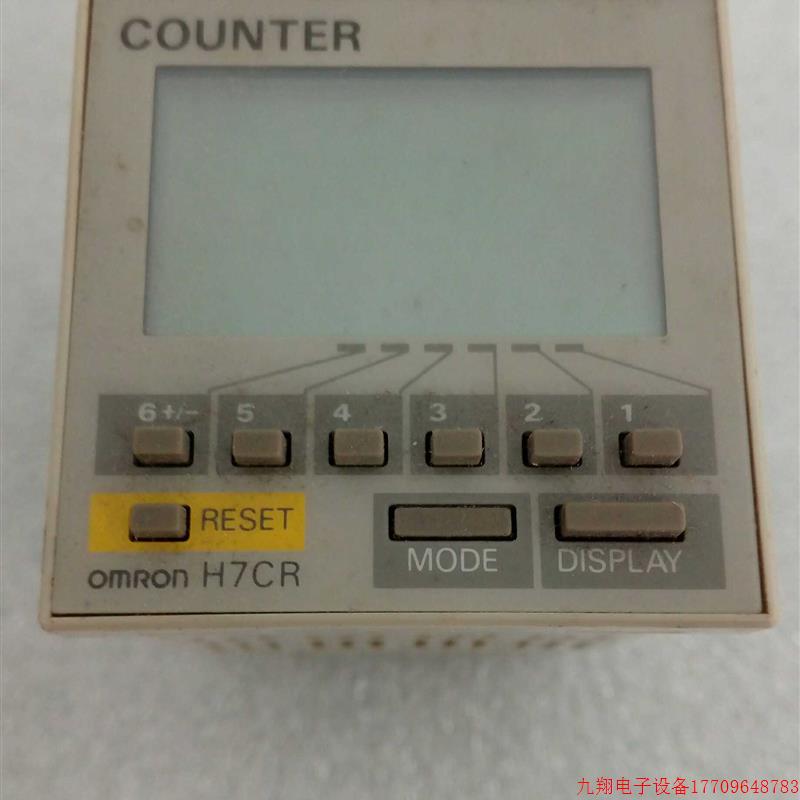 COUNTER
6+/- 5 4 3 2 1
RESET
MODE DISPLAY
OMRON H7CR
九翔电子设备17709648783